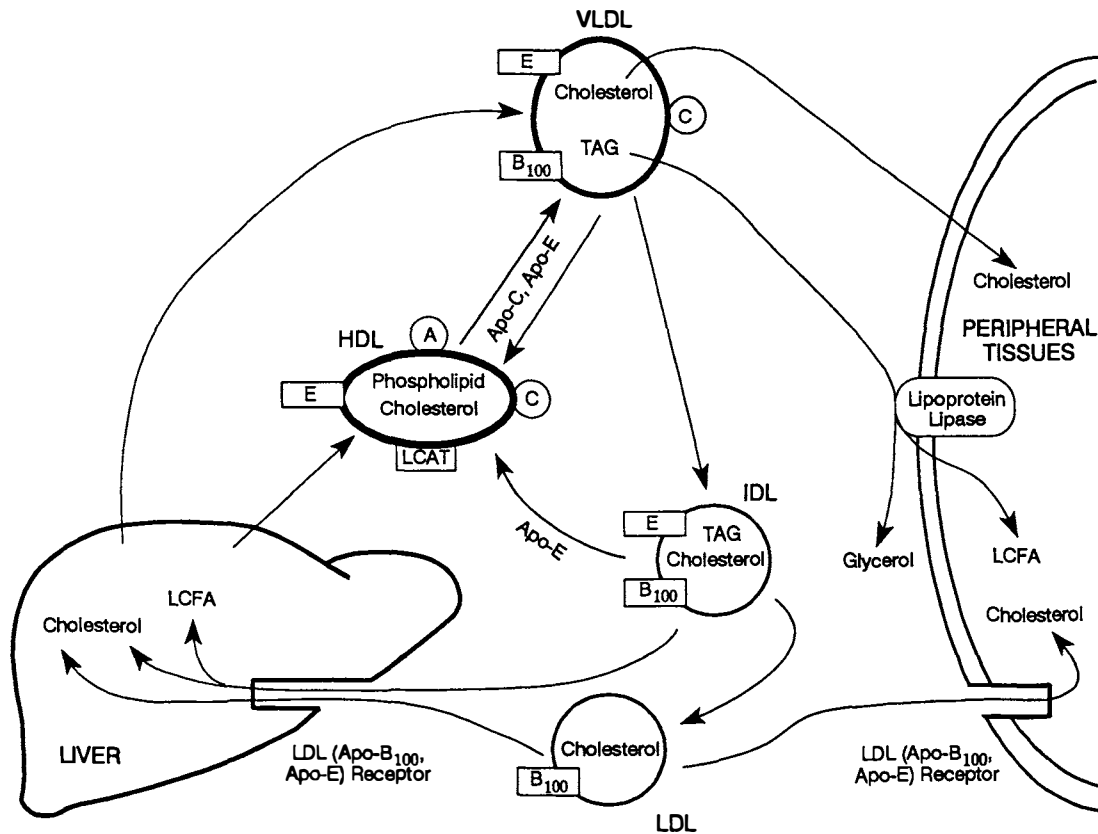 VLDL
E
Cholesterol
C
TAG
B100
Apo-C, Apo-E
Cholesterol
PERIPHERAL
TISSUES
HDL
A
E
Phospholipid
Cholesterol
C
LCAT
Lipoprotein
Lipase
Apo-E
IDL
E
TAG
Cholesterol
B100
Glycerol
LCFA
Cholesterol
LCFA
Cholesterol
LIVER
LDL (Apo-B100,
Apo-E) Receptor
Cholesterol
B100
LDL
LDL (Apo-B100,
Apo-E) Receptor